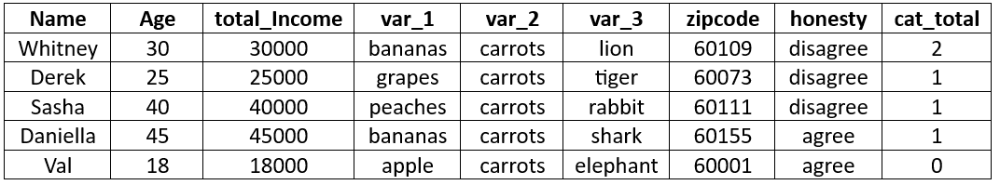 Name Age total_Income var_1 var_2 var_3 zipcode honesty cat_total
Whitney 30 30000 bananas carrots lion 60109 disagree 2
Derek 25 25000 grapes carrots tiger 60073 disagree 1
Sasha 40 40000 peaches carrots rabbit 60111 disagree 1
Daniella 45 45000 bananas carrots shark 60155 agree 1
Val 18 18000 apple carrots elephant 60001 agree 0